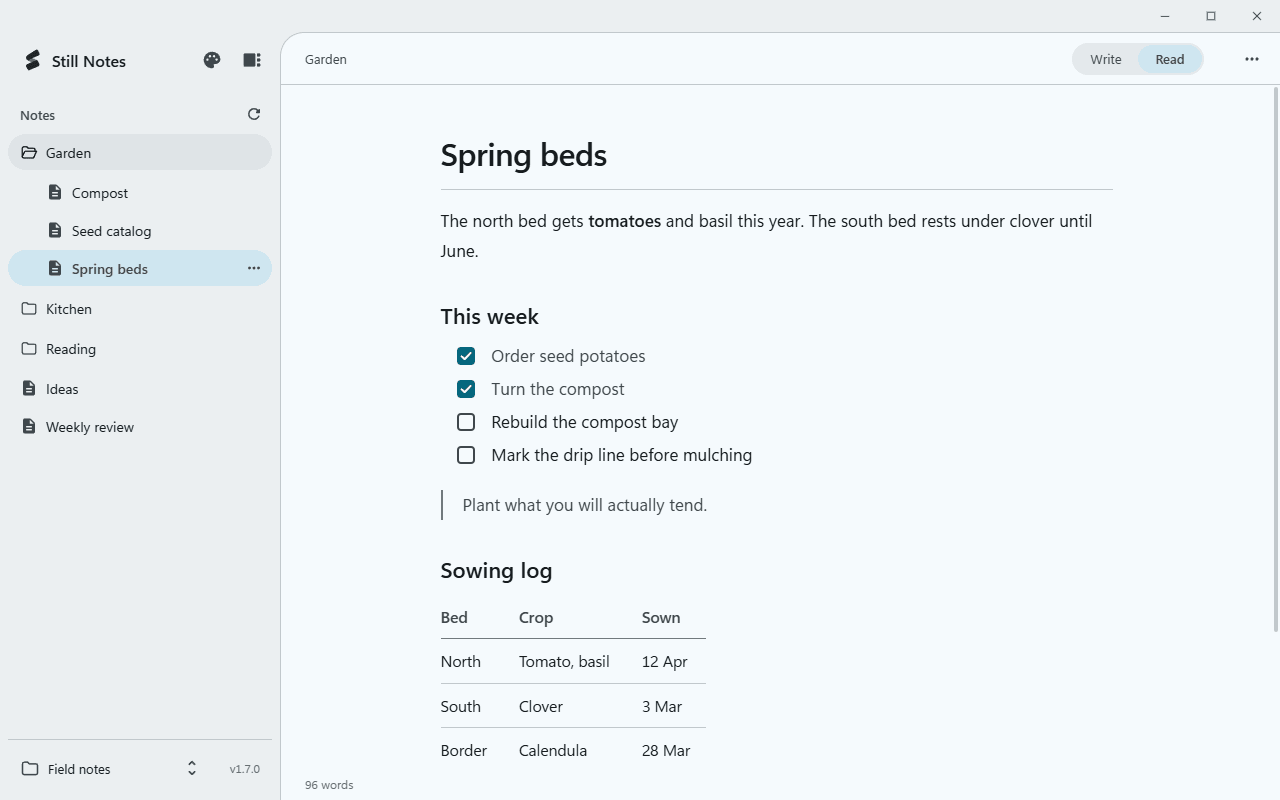 Still Notes
Notes
Garden
Compost
Seed catalog
Spring beds
Kitchen
Reading
Ideas
Weekly review
Field notes
v1.7.0
Garden
Write
Read
Spring beds
The north bed gets tomatoes and basil this year. The south bed rests under clover until
June.
This week
Order seed potatoes
Turn the compost
Rebuild the compost bay
Mark the drip line before mulching
Plant what you will actually tend.
Sowing log
Bed Crop Sown
North Tomato, basil 12 Apr
South Clover 3 Mar
Border Calendula 28 Mar
96 words